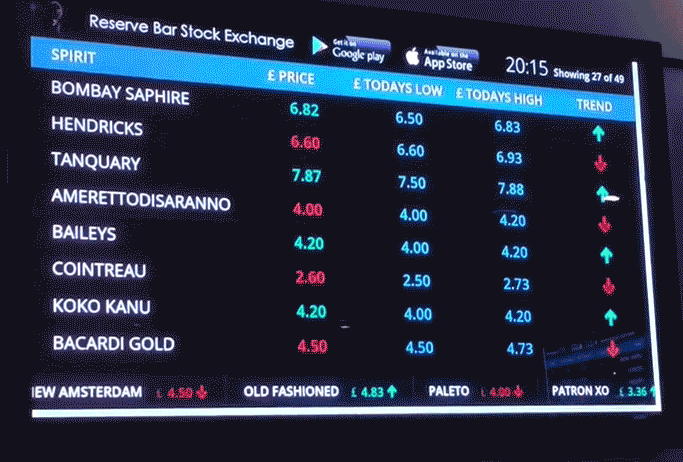 Reserve Bar Stock Exchange Get it on Google play Available on the App Store 20:15 Showing 27 of 49
SPIRIT £ PRICE £ TODAYS LOW £ TODAYS HIGH TREND
BOMBAY SAPHIRE 6.82 6.50 6.83
HENDRICKS 6.60 6.60 6.93
TANQUARY 7.87 7.50 7.88
AMERETTODISARANNO 4.00 4.00 4.20
BAILEYS 4.20 4.00 4.20
COINTREAU 2.60 2.50 2.73
KOKO KANU 4.20 4.00 4.20
BACARDI GOLD 4.50 4.50 4.73
IEW AMSTERDAM £ 4.50 OLD FASHIONED £ 4.83 PALETO £ 4.00 PATRON XO £ 3.36